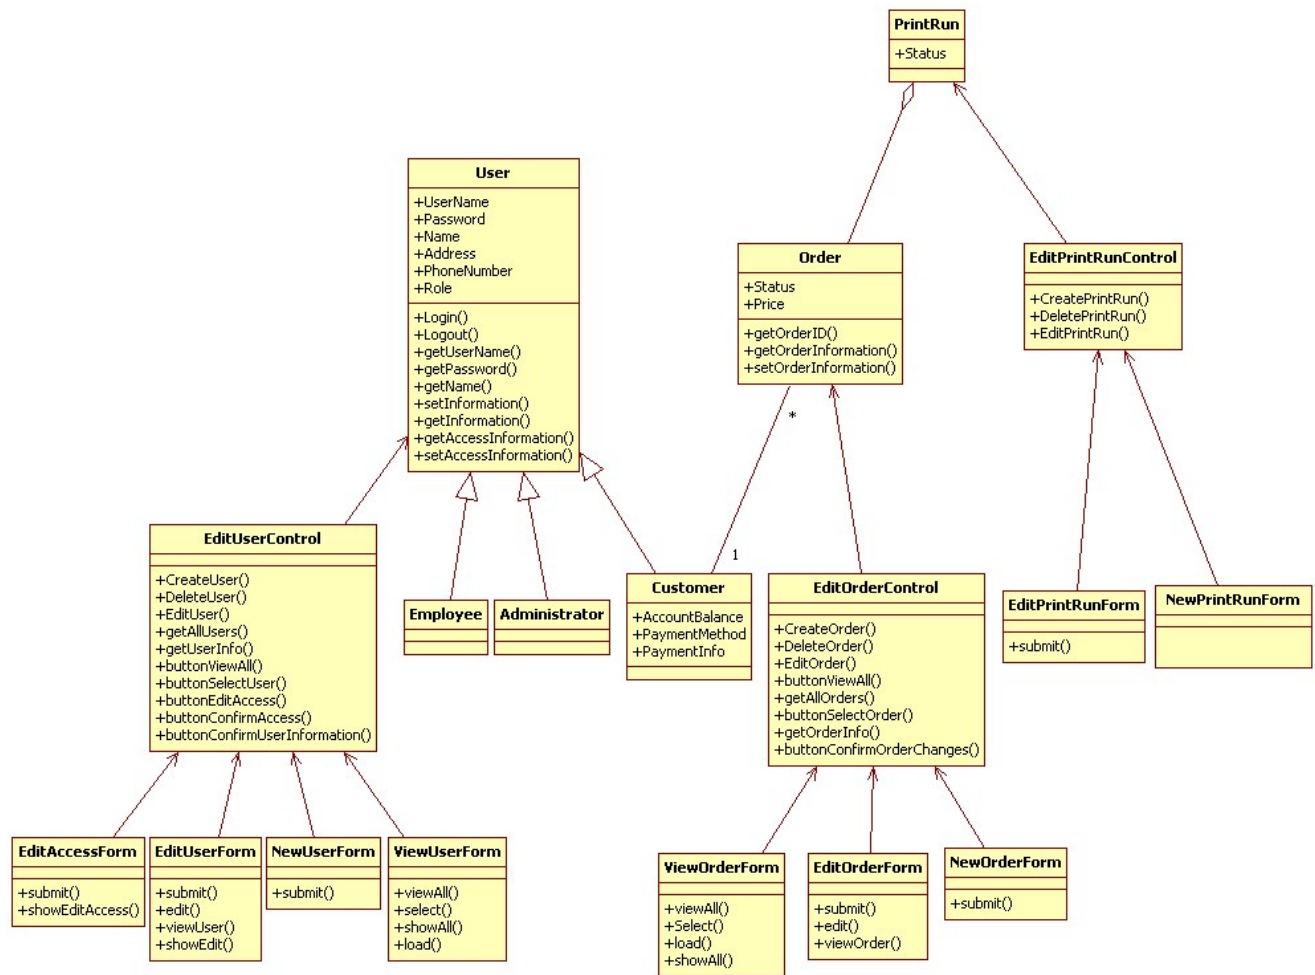 PrintRun
+Status
User
+UserName
+Password
+Name
+Address
+PhoneNumber
+Role
+Login()
+Logout()
+getUserName()
+getPassword()
+getName()
+setInformation()
+getInformation()
+getAccessInformation()
+setAccessInformation()
Order
+Status
+Price
+getOrderID()
+getOrderInformation()
+setOrderInformation()
EditPrintRunControl
+CreatePrintRun()
+DeletePrintRun()
+EditPrintRun()
*
1
EditUserControl
+CreateUser()
+DeleteUser()
+EditUser()
+getAllUsers()
+getUserInfo()
+buttonViewAll()
+buttonSelectUser()
+buttonEditAccess()
+buttonConfirmAccess()
+buttonConfirmUserInformation()
Employee
Administrator
Customer
+AccountBalance
+PaymentMethod
+PaymentInfo
EditOrderControl
+CreateOrder()
+DeleteOrder()
+EditOrder()
+buttonViewAll()
+getAllOrders()
+buttonSelectOrder()
+getOrderInfo()
+buttonConfirmOrderChanges()
EditPrintRunForm
+submit()
NewPrintRunForm
EditAccessForm
+submit()
+showEditAccess()
EditUserForm
+submit()
+edit()
+viewUser()
+showEdit()
NewUserForm
+submit()
ViewUserForm
+viewAll()
+select()
+showAll()
+load()
ViewOrderForm
+viewAll()
+Select()
+load()
+showAll()
EditOrderForm
+submit()
+edit()
+viewOrder()
NewOrderForm
+submit()